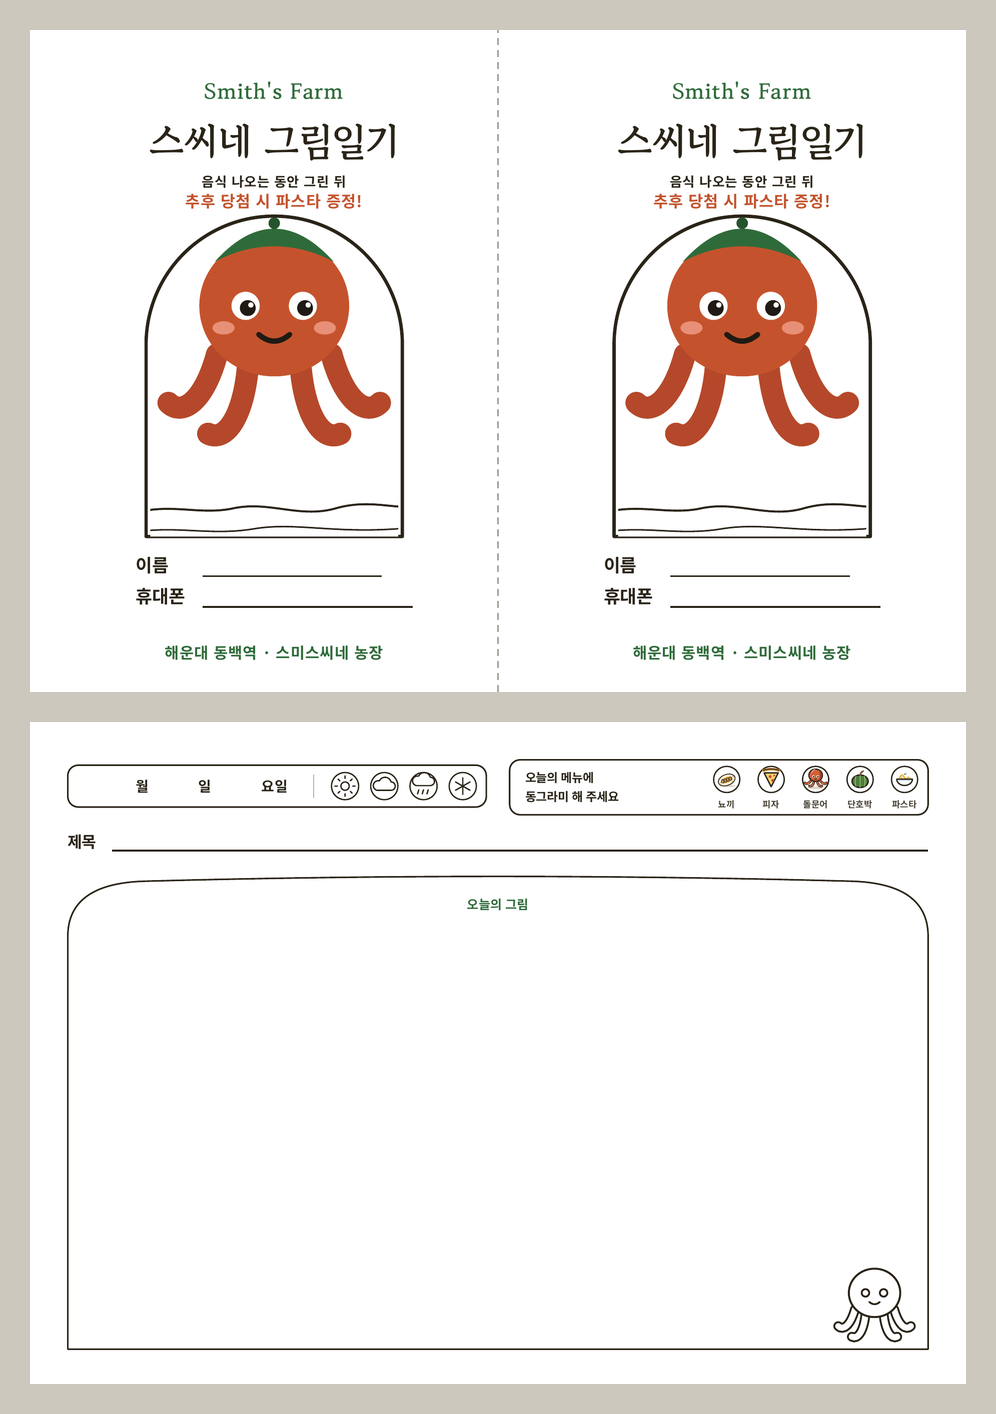 Smith's Farm
스씨네 그림일기
음식 나오는 동안 그린 뒤
추후 당첨 시 파스타 증정!
이름
휴대폰
해운대 동백역 · 스미스씨네 농장
Smith's Farm
스씨네 그림일기
음식 나오는 동안 그린 뒤
추후 당첨 시 파스타 증정!
이름
휴대폰
해운대 동백역 · 스미스씨네 농장
월 일 요일
오늘의 메뉴에
동그라미 해 주세요
뇨끼 피자 돌문어 단호박 파스타
제목
오늘의 그림